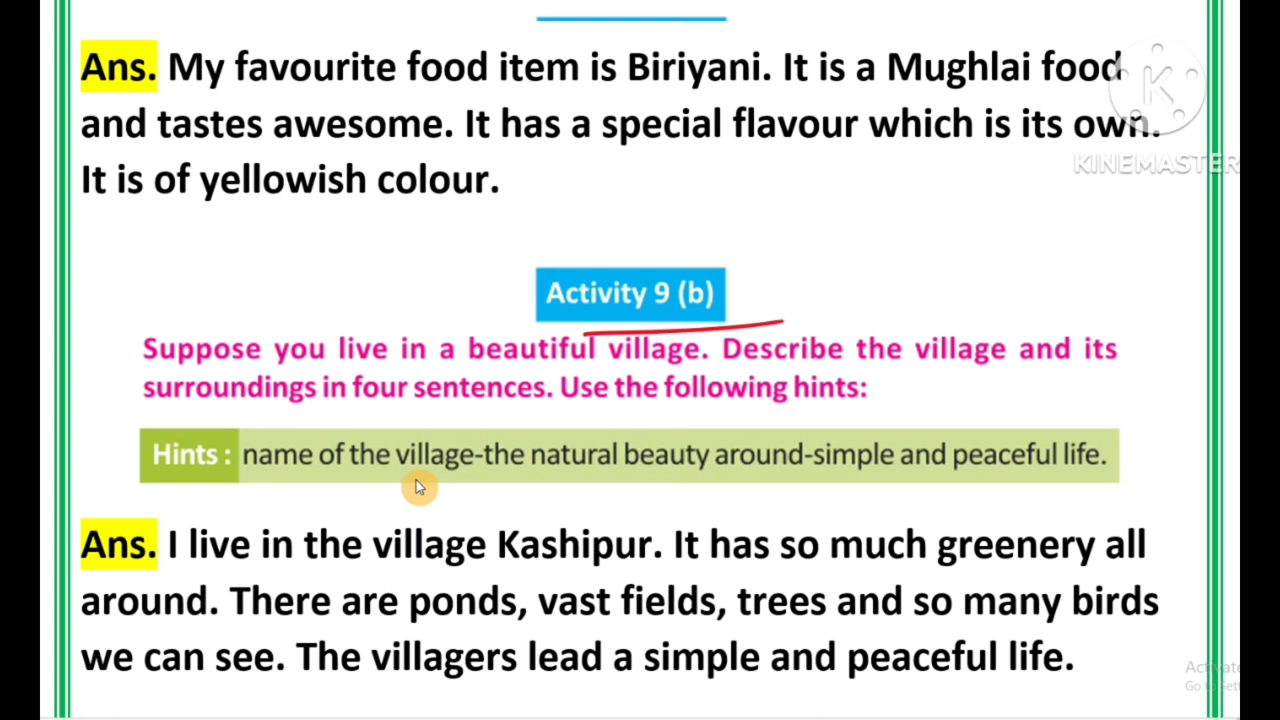 Ans. My favourite food item is Biriyani. It is a Mughlai food
and tastes awesome. It has a special flavour which is its own.
It is of yellowish colour.
K
KINEMASTER
Activity 9 (b)
Suppose you live in a beautiful village. Describe the village and its
surroundings in four sentences. Use the following hints:
Hints : name of the village-the natural beauty around-simple and peaceful life.
Ans. I live in the village Kashipur. It has so much greenery all
around. There are ponds, vast fields, trees and so many birds
we can see. The villagers lead a simple and peaceful life.
Activate
Go to Sett